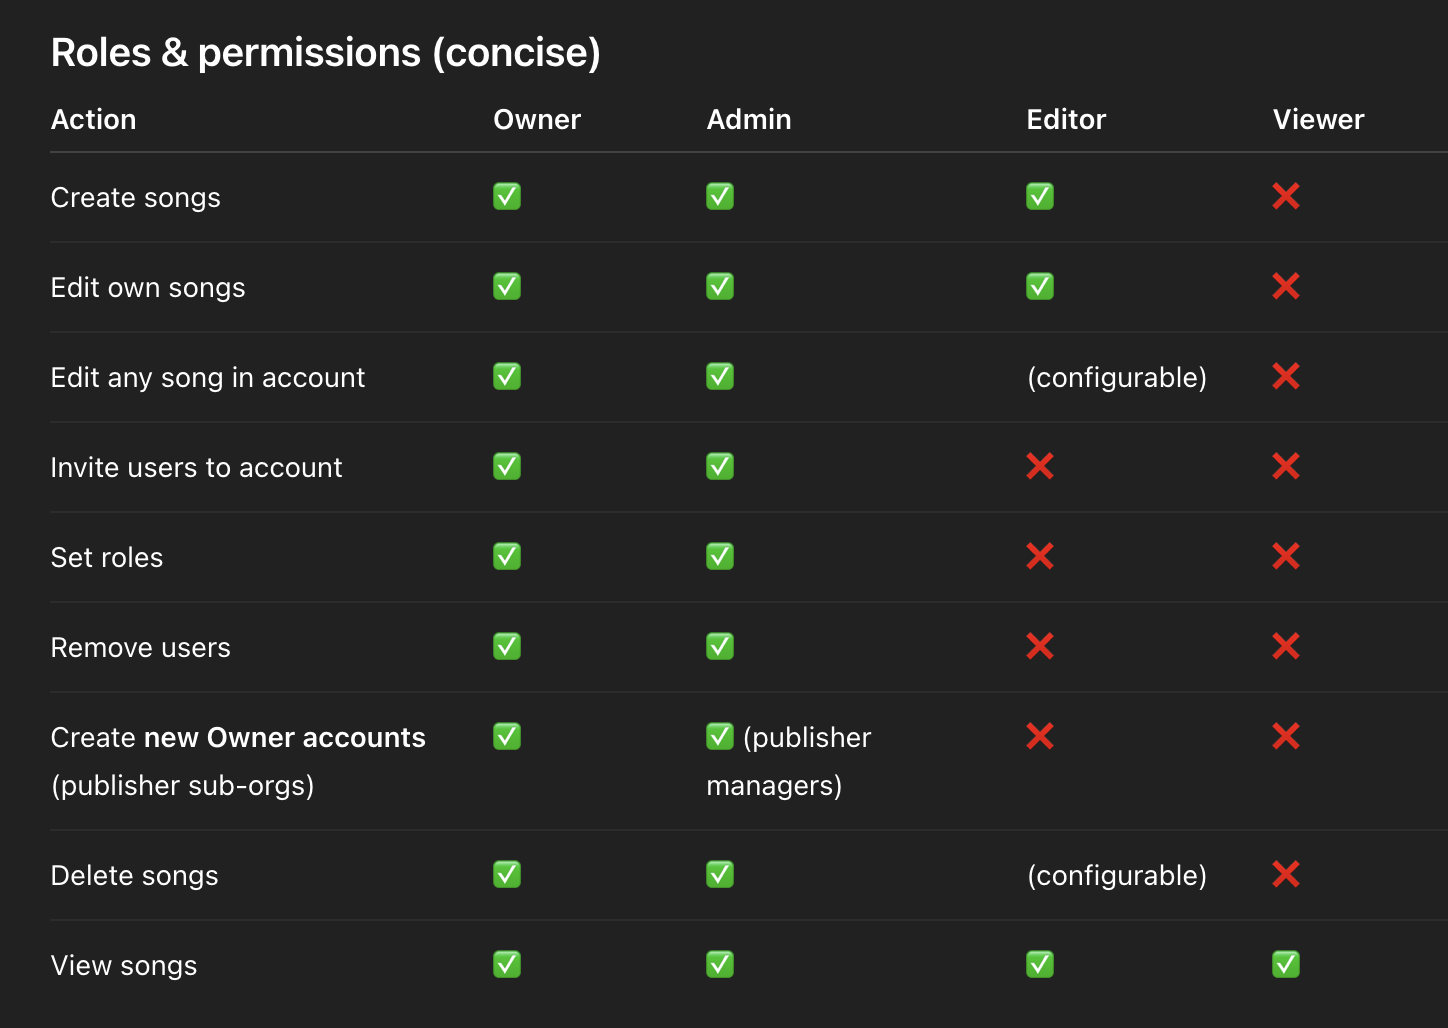 Roles & permissions (concise)
Action Owner Admin Editor Viewer
Create songs ✅ ✅ ✅ ❌
Edit own songs ✅ ✅ ✅ ❌
Edit any song in account ✅ ✅ (configurable) ❌
Invite users to account ✅ ✅ ❌ ❌
Set roles ✅ ✅ ❌ ❌
Remove users ✅ ✅ ❌ ❌
Create new Owner accounts ✅ ✅ (publisher ❌ ❌
(publisher sub-orgs) managers)
Delete songs ✅ ✅ (configurable) ❌
View songs ✅ ✅ ✅ ✅